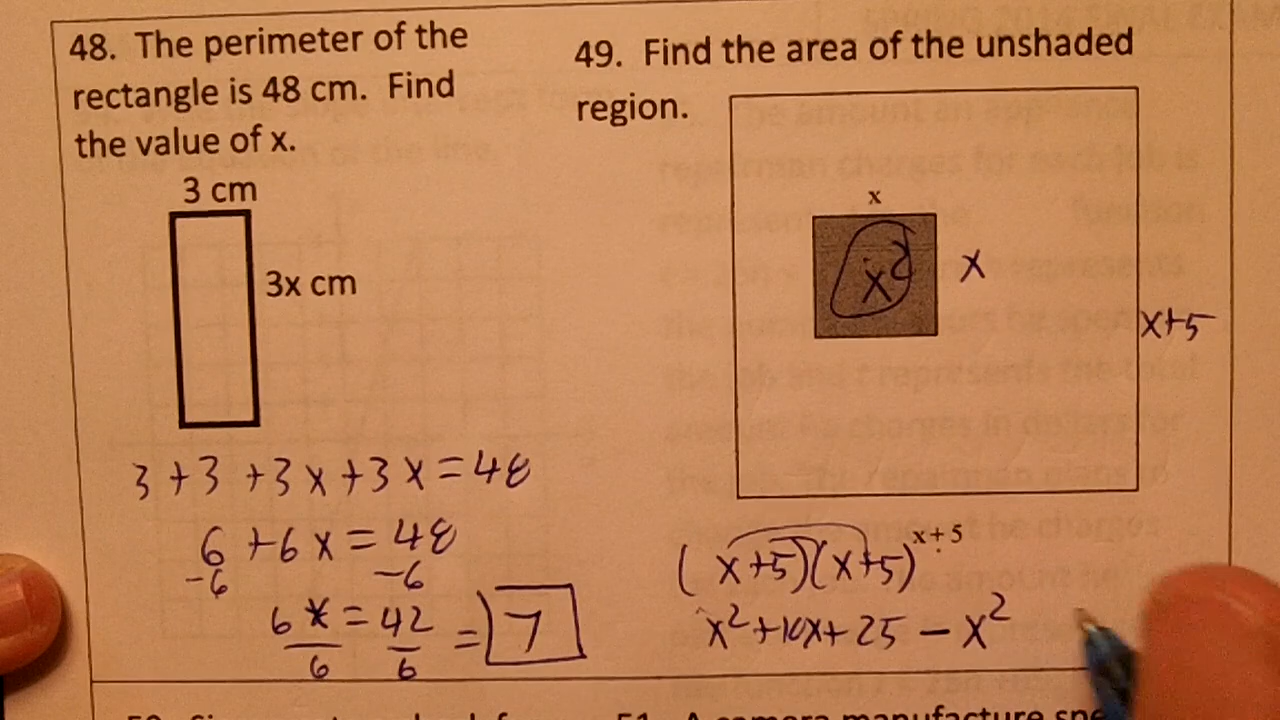 48. The perimeter of the
rectangle is 48 cm. Find
the value of x.
3 cm
3x cm
3 + 3 + 3x + 3x = 48
6 + 6x = 48
-6 -6
6x = 42 = 7
6 6
49. Find the area of the unshaded
region.
x
x² x
x+5
x + 5
(x+5)(x+5)
x² + 10x + 25 - x²